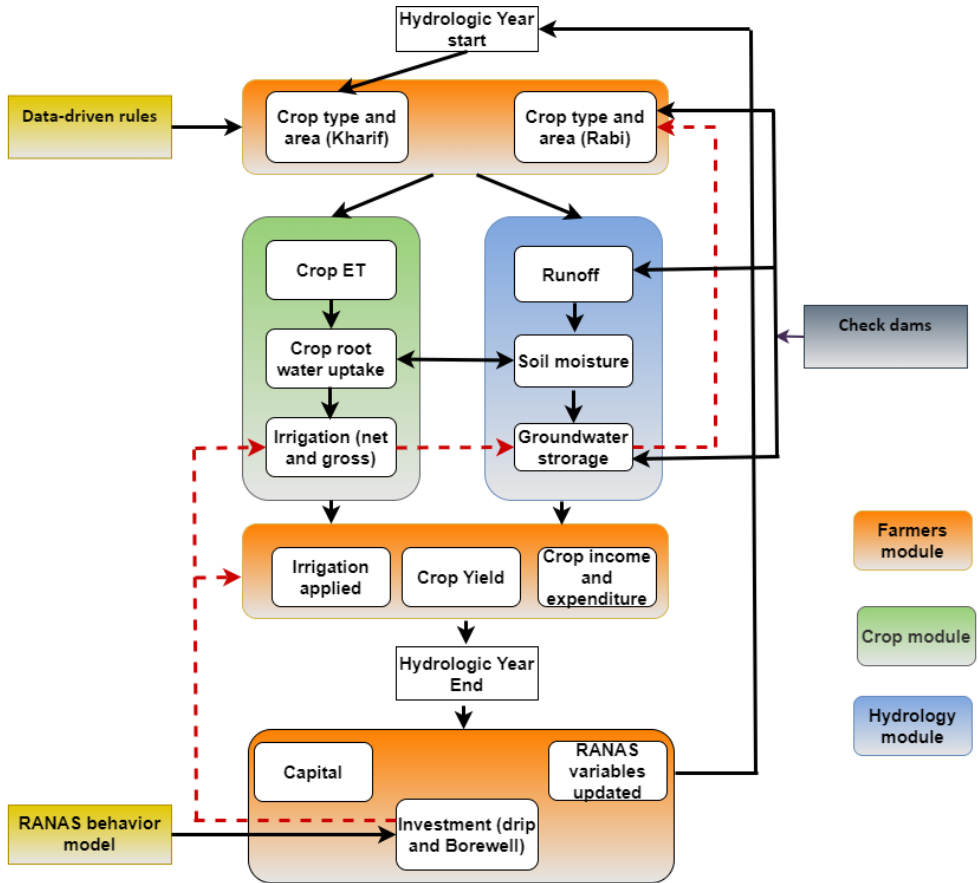 Hydrologic Year
start
Data-driven rules
Crop type and
area (Kharif)
Crop type and
area (Rabi)
Crop ET
Runoff
Check dams
Crop root
water uptake
Soil moisture
Irrigation (net
and gross)
Groundwater
strorage
Irrigation
applied
Crop Yield
Crop income
and
expenditure
Farmers
module
Crop module
Hydrology
module
Hydrologic Year
End
Capital
RANAS
variables
updated
RANAS behavior
model
Investment (drip
and Borewell)